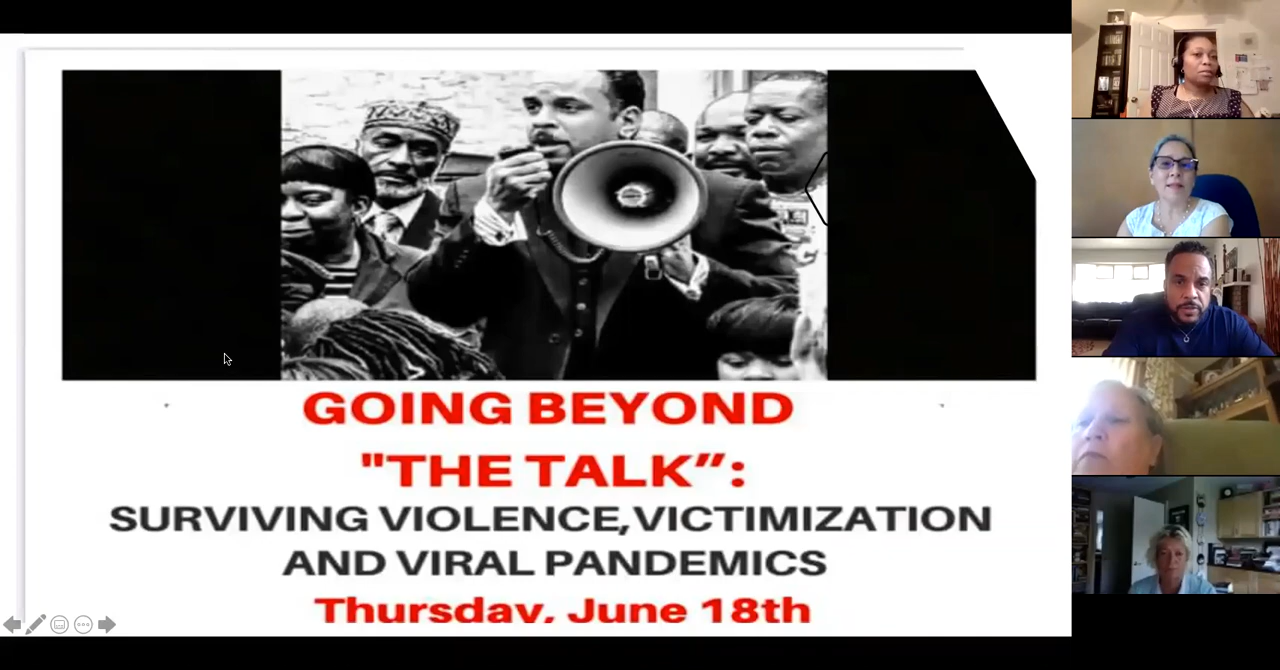 GOING BEYOND
"THE TALK”:
SURVIVING VIOLENCE, VICTIMIZATION
AND VIRAL PANDEMICS
Thursday, June 18th